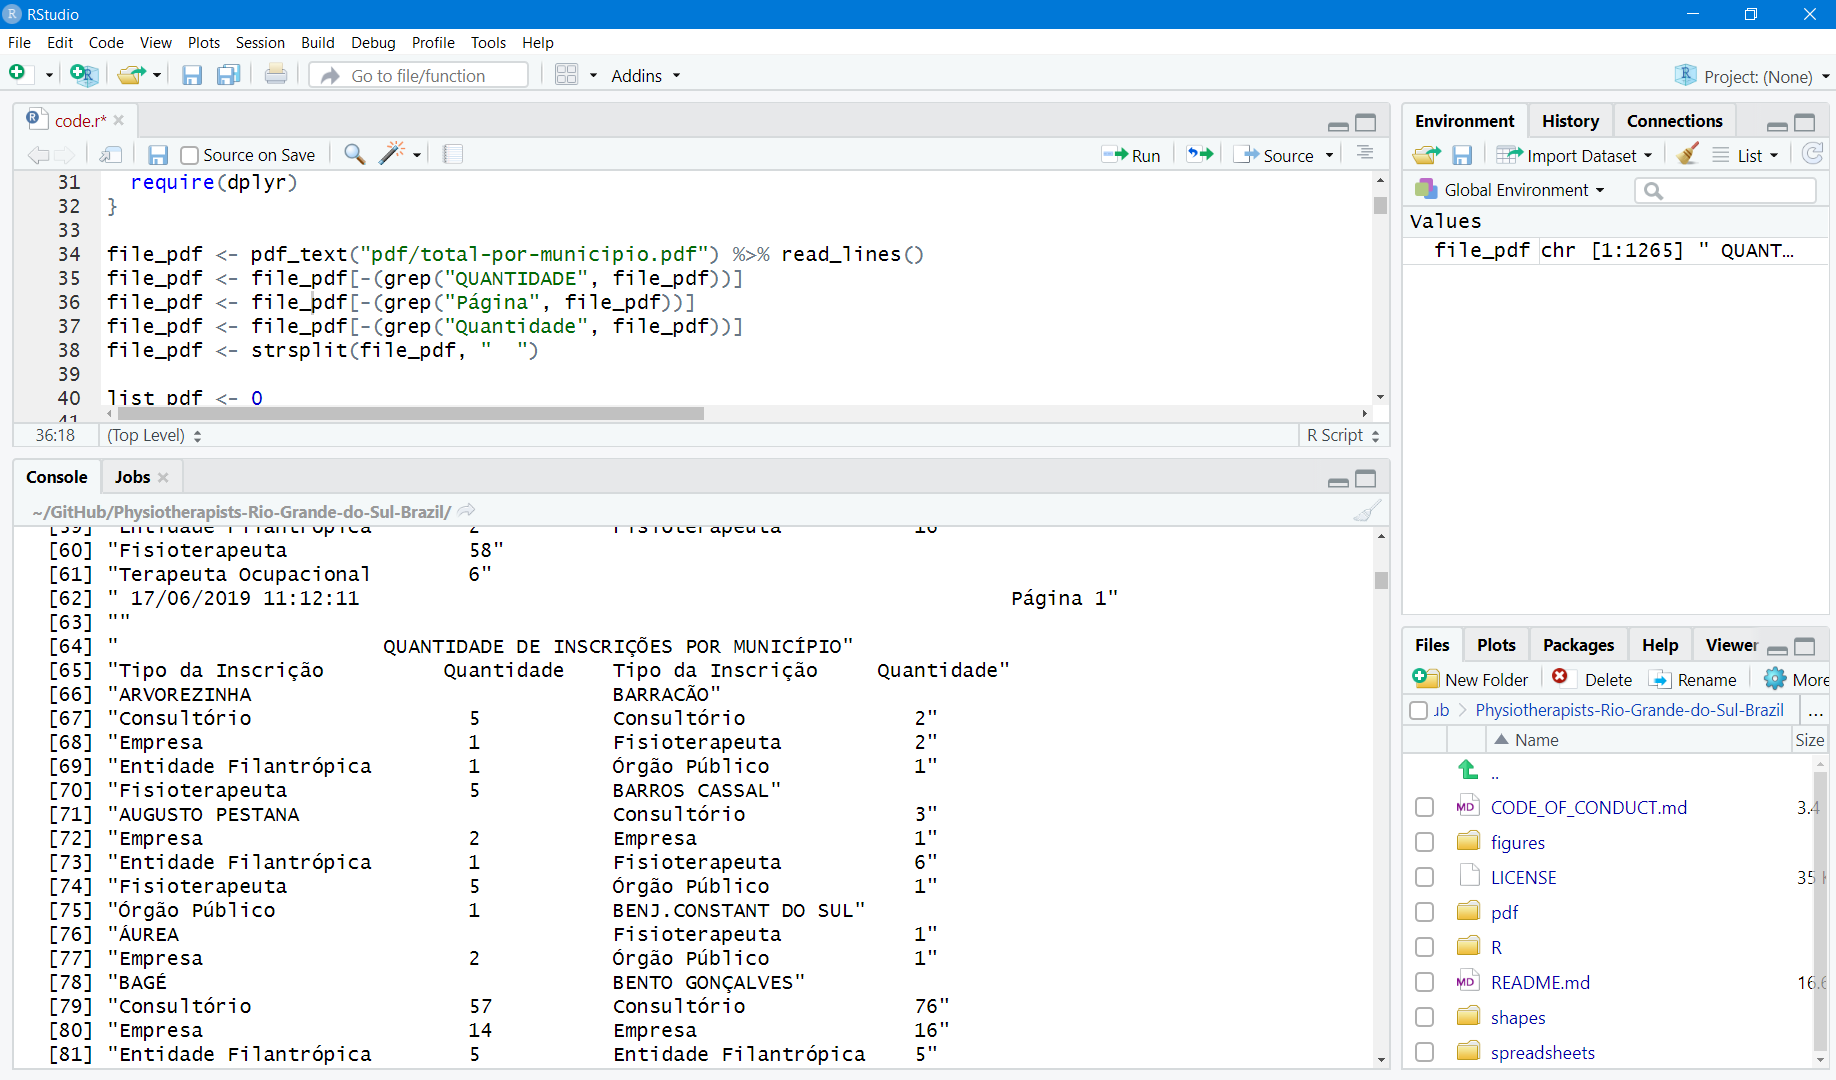 RStudio
File Edit Code View Plots Session Build Debug Profile Tools Help
Go to file/function Addins Project: (None)
code.r*
Source on Save Run Source
31 require(dplyr)
32 }
33
34 file_pdf <- pdf_text("pdf/total-por-municipio.pdf") %>% read_lines()
35 file_pdf <- file_pdf[-(grep("QUANTIDADE", file_pdf))]
36 file_pdf <- file_pdf[-(grep("Página", file_pdf))]
37 file_pdf <- file_pdf[-(grep("Quantidade", file_pdf))]
38 file_pdf <- strsplit(file_pdf, "  ")
39
40 list_pdf <- 0
41
36:18 (Top Level) R Script
Console Jobs
~/GitHub/Physiotherapists-Rio-Grande-do-Sul-Brazil/
[59] "Entidade Filantrópica 2 Fisioterapeuta 16
[60] "Fisioterapeuta 58"
[61] "Terapeuta Ocupacional 6"
[62] " 17/06/2019 11:12:11 Página 1"
[63] ""
[64] " QUANTIDADE DE INSCRIÇÕES POR MUNICÍPIO"
[65] "Tipo da Inscrição Quantidade Tipo da Inscrição Quantidade"
[66] "ARVOREZINHA BARRACÃO"
[67] "Consultório 5 Consultório 2"
[68] "Empresa 1 Fisioterapeuta 2"
[69] "Entidade Filantrópica 1 Órgão Público 1"
[70] "Fisioterapeuta 5 BARROS CASSAL"
[71] "AUGUSTO PESTANA Consultório 3"
[72] "Empresa 2 Empresa 1"
[73] "Entidade Filantrópica 1 Fisioterapeuta 6"
[74] "Fisioterapeuta 5 Órgão Público 1"
[75] "Órgão Público 1 BENJ.CONSTANT DO SUL"
[76] "ÁUREA Fisioterapeuta 1"
[77] "Empresa 2 Órgão Público 1"
[78] "BAGÉ BENTO GONÇALVES"
[79] "Consultório 57 Consultório 76"
[80] "Empresa 14 Empresa 16"
[81] "Entidade Filantrópica 5 Entidade Filantrópica 5"
Environment History Connections
Import Dataset List
Global Environment
Values
file_pdf chr [1:1265] " QUANT...
Files Plots Packages Help Viewer
New Folder Delete Rename More
ub Physiotherapists-Rio-Grande-do-Sul-Brazil ...
Name Size
..
MD CODE_OF_CONDUCT.md 3.4
figures
LICENSE 35
pdf
R
MD README.md 16.6
shapes
spreadsheets